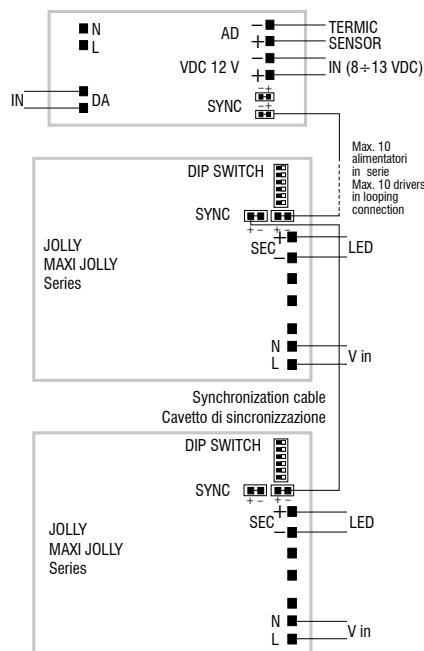 N
L
AD
− TERMIC
+ SENSOR
VDC 12 V
−
+ IN (8÷13 VDC)
IN
DA
− +
SYNC
+ −
Max. 10
alimentatori
in serie
Max. 10 drivers
in looping
connection
DIP SWITCH
SYNC
+ − + −
JOLLY
MAXI JOLLY
Series
SEC
+
−
LED
N
L
V in
Synchronization cable
Cavetto di sincronizzazione
DIP SWITCH
SYNC
+ − + −
JOLLY
MAXI JOLLY
Series
SEC
+
−
LED
N
L
V in